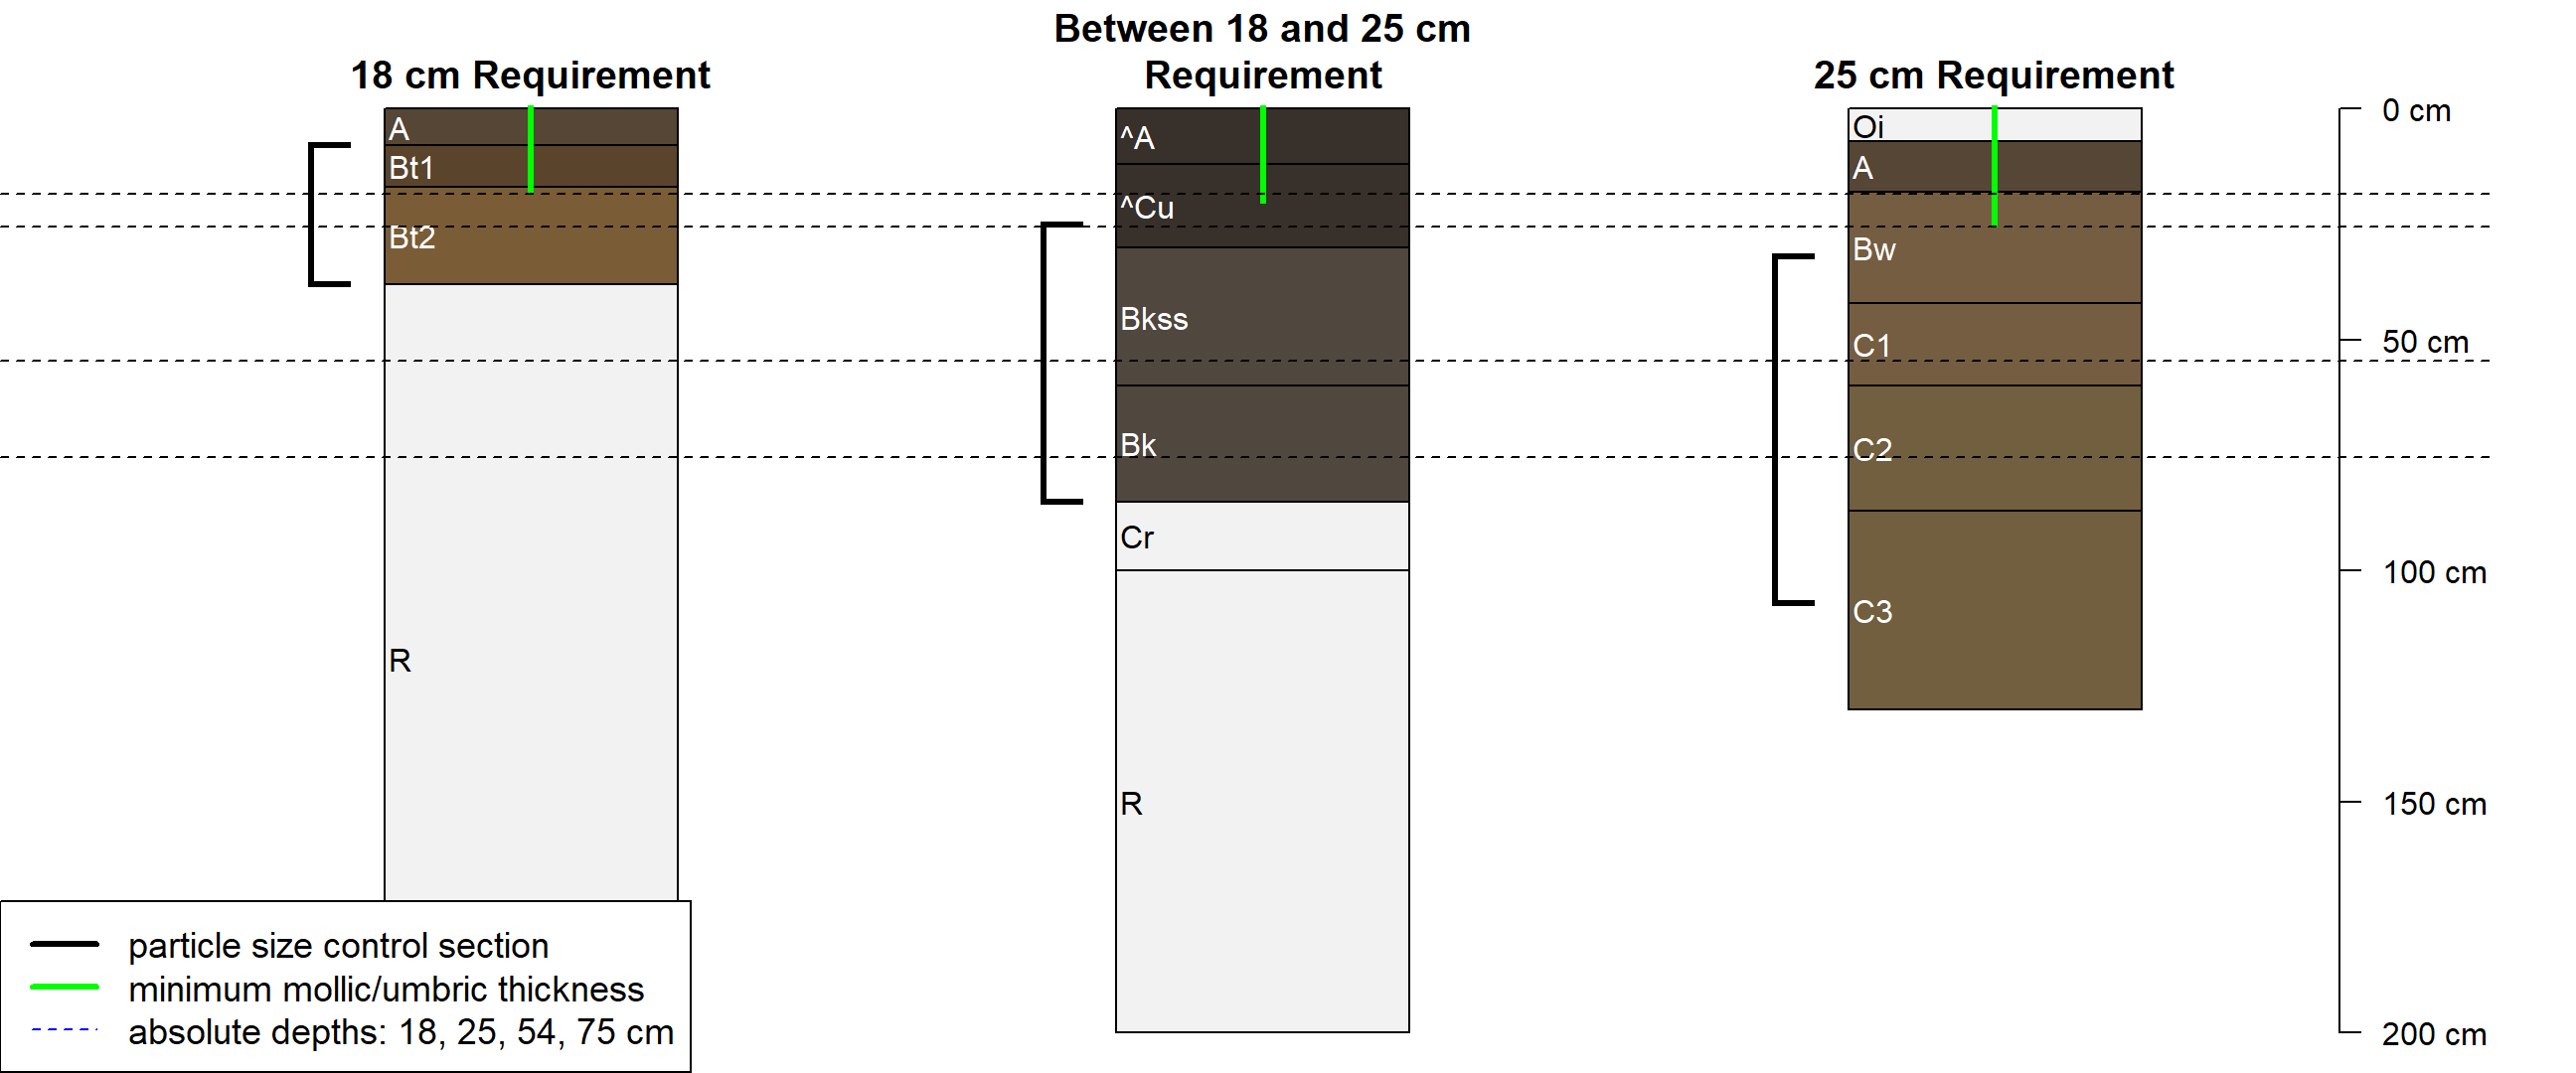 Between 18 and 25 cm
18 cm Requirement
Requirement
25 cm Requirement
A
Bt1
Bt2
R
^A
^Cu
Bkss
Bk
Cr
R
Oi
A
Bw
C1
C2
C3
0 cm
50 cm
100 cm
150 cm
200 cm
particle size control section
minimum mollic/umbric thickness
absolute depths: 18, 25, 54, 75 cm